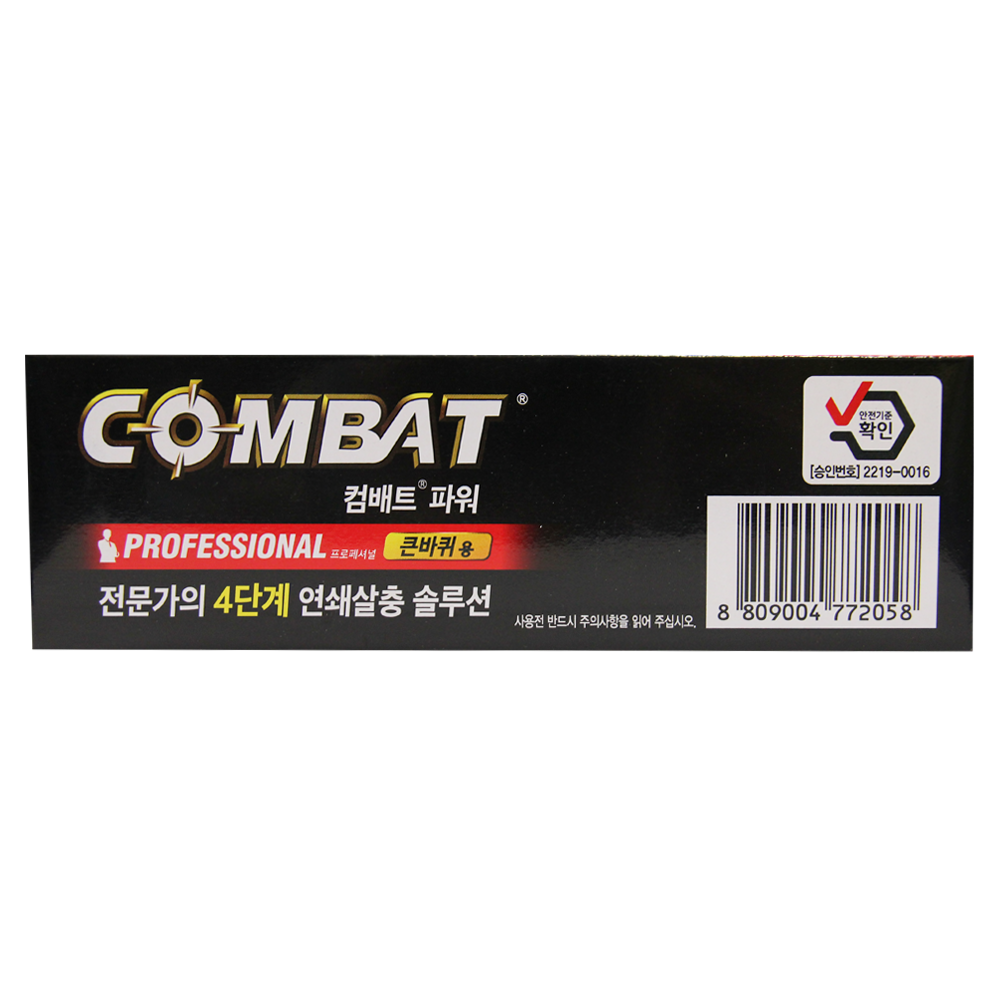 COMBAT®
컴배트® 파워
PROFESSIONAL 프로페셔널 큰바퀴 용
전문가의 4단계 연쇄살충 솔루션
사용전 반드시 주의사항을 읽어 주십시오.
안전기준
확인
[승인번호] 2219-0016
8 809004 772058